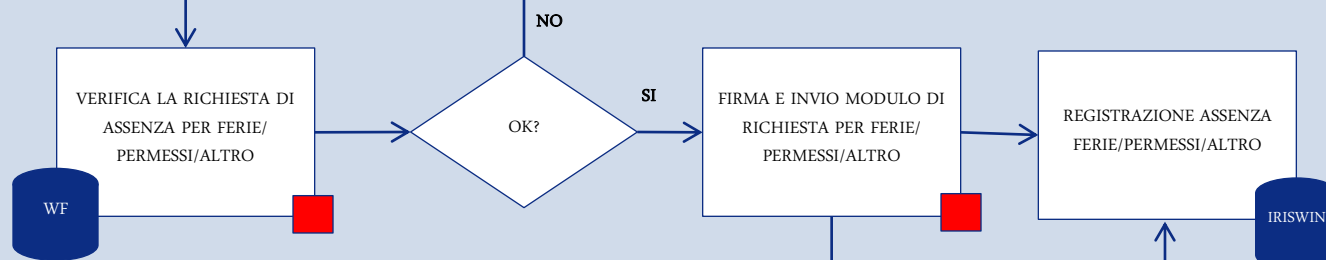 NO
VERIFICA LA RICHIESTA DI
ASSENZA PER FERIE/
PERMESSI/ALTRO
WF
OK?
SI
FIRMA E INVIO MODULO DI
RICHIESTA PER FERIE/
PERMESSI/ALTRO
REGISTRAZIONE ASSENZA
FERIE/PERMESSI/ALTRO
IRISWIN